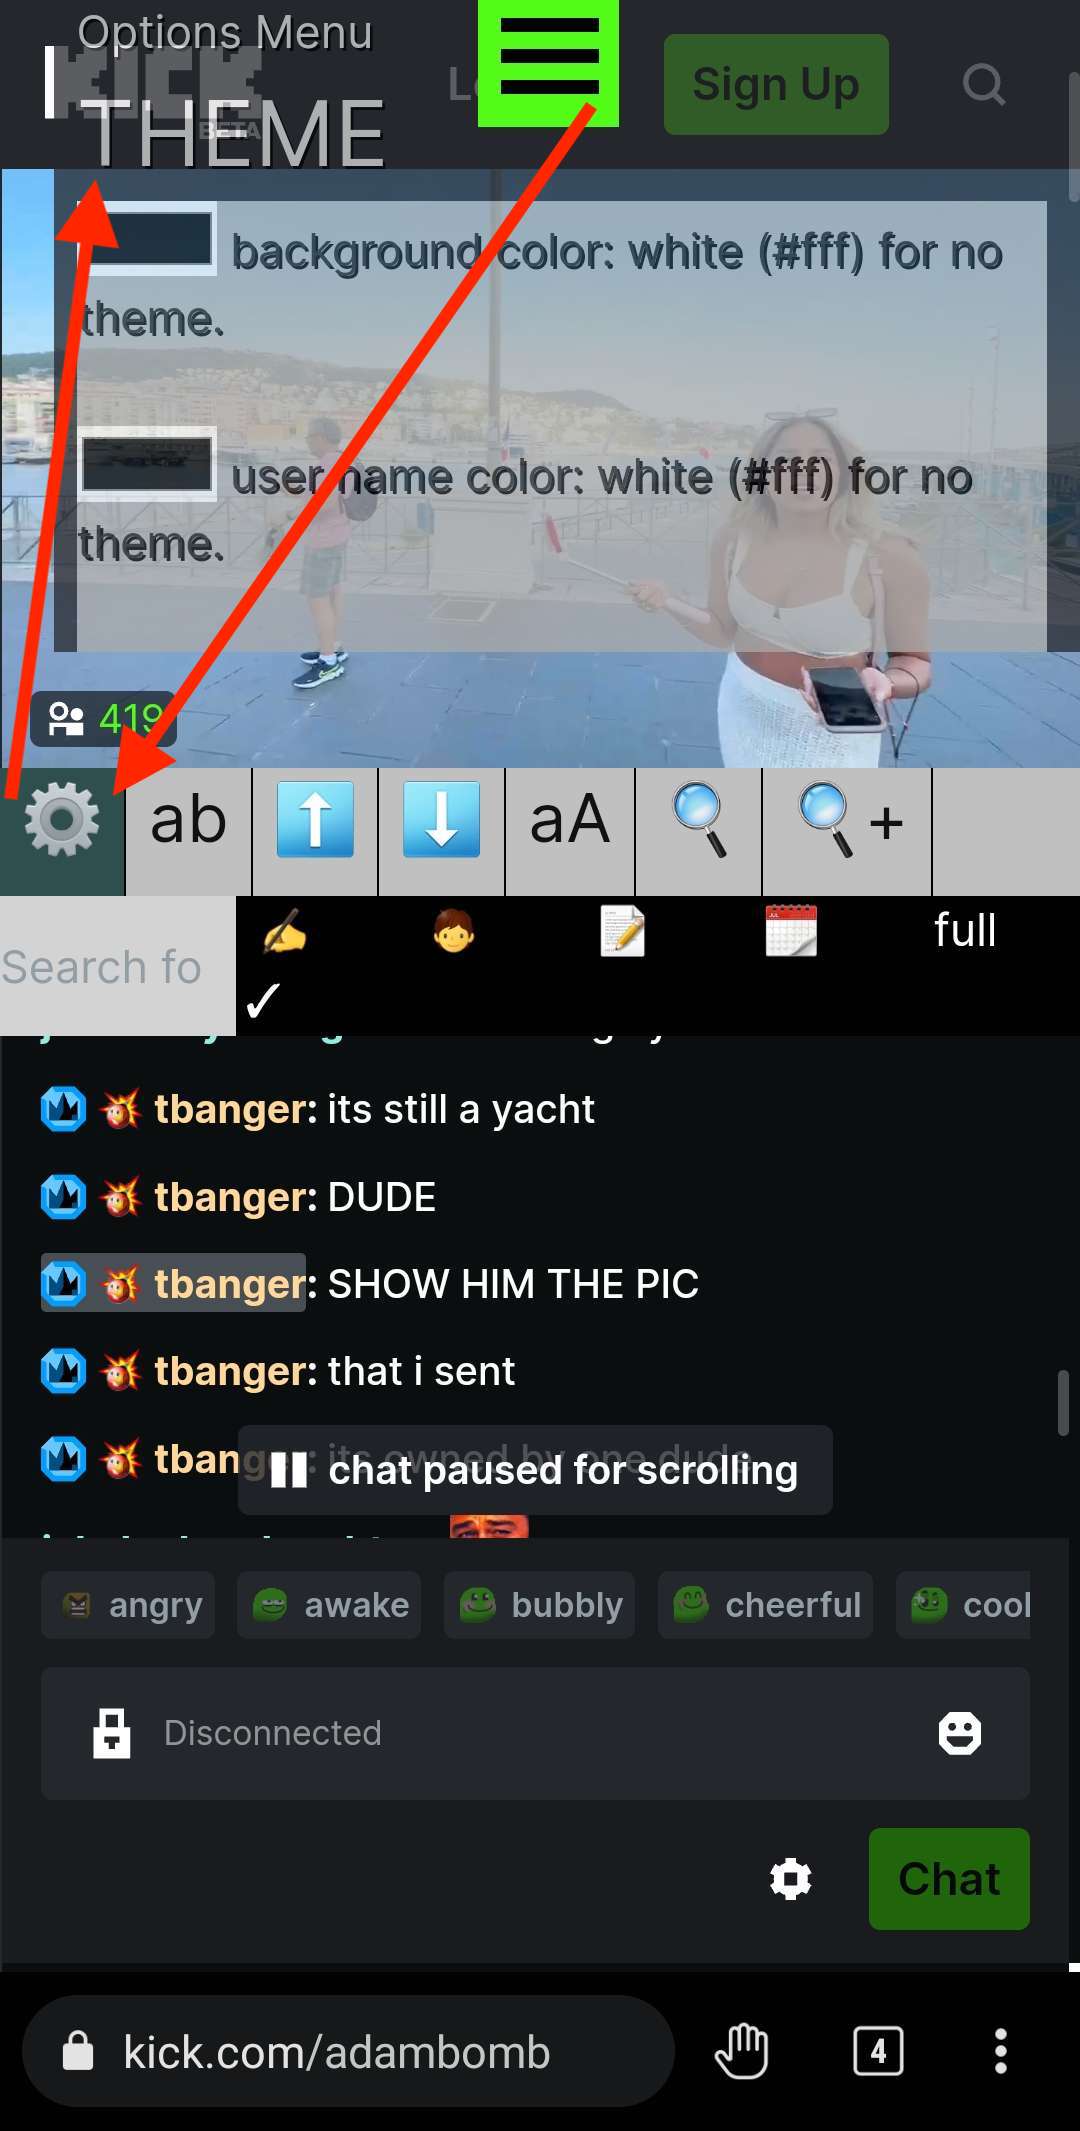 Options Menu
KICK
BETA
THEME
Sign Up
background color: white (#fff) for no
theme.
user name color: white (#fff) for no
theme.
419
ab
aA
+
Search fo
full
✓
tbanger: its still a yacht
tbanger: DUDE
tbanger: SHOW HIM THE PIC
tbanger: that i sent
tbanger: its owned by one dude
chat paused for scrolling
angry awake bubbly cheerful cool
Disconnected
Chat
kick.com/adambomb
4